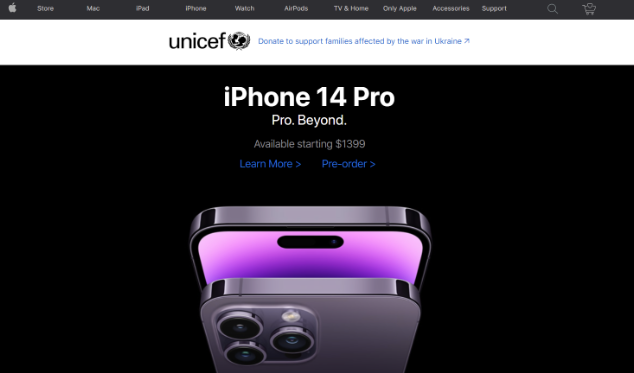 Store Mac iPad iPhone Watch AirPods TV & Home Only Apple Accessories Support
unicef Donate to support families affected by the war in Ukraine ↗
iPhone 14 Pro
Pro. Beyond.
Available starting $1399
Learn More > Pre-order >